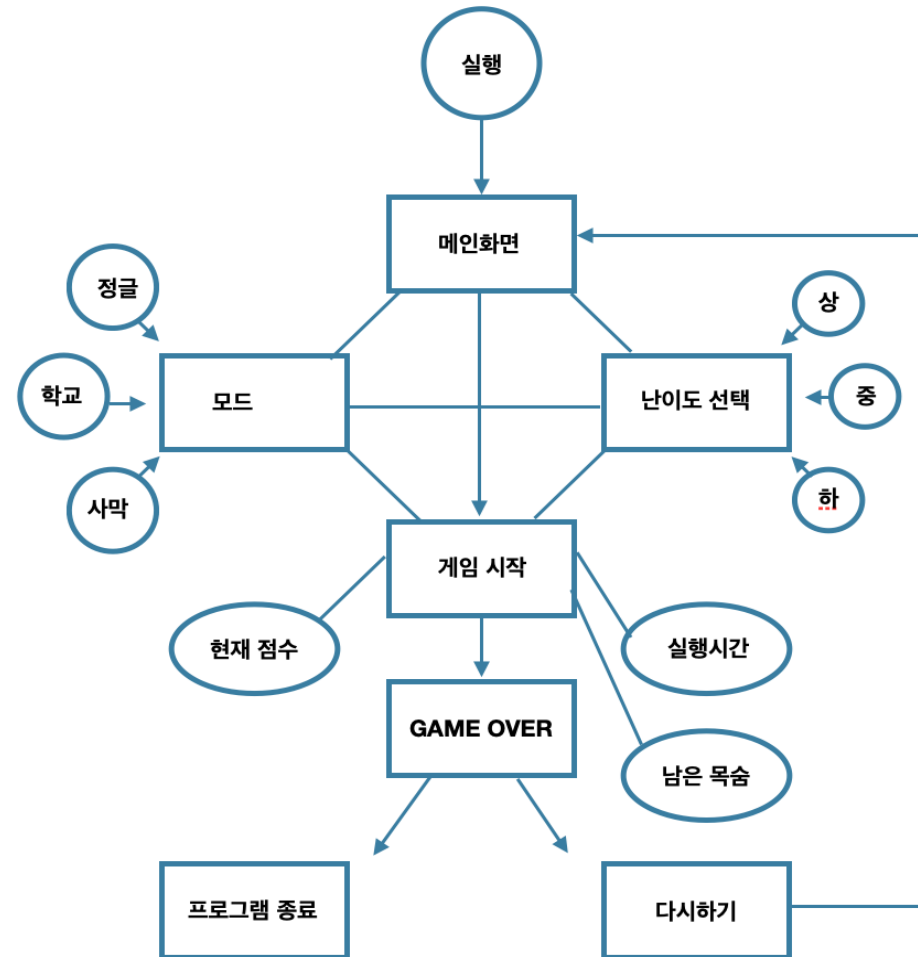 실행
메인화면
정글
상
학교
모드
난이도 선택
중
사막
하
게임 시작
현재 점수
실행시간
GAME OVER
남은 목숨
프로그램 종료
다시하기